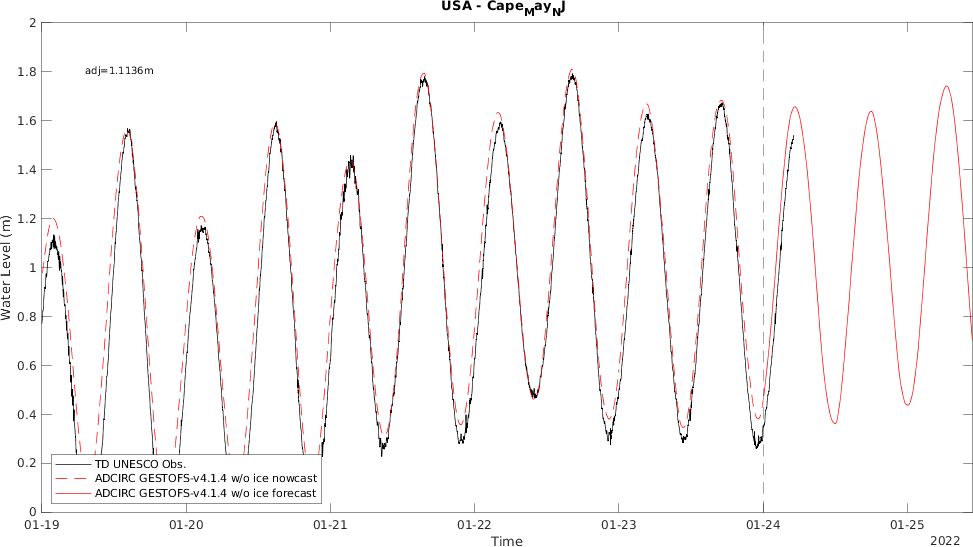 USA - Cape_May_NJ
2
1.8
adj=1.1136m
1.6
1.4
1.2
1
Water Level (m)
0.8
0.6
0.4
0.2
0
TD UNESCO Obs.
ADCIRC GESTOFS-v4.1.4 w/o ice nowcast
ADCIRC GESTOFS-v4.1.4 w/o ice forecast
01-19 01-20 01-21 01-22 01-23 01-24 01-25
Time
2022